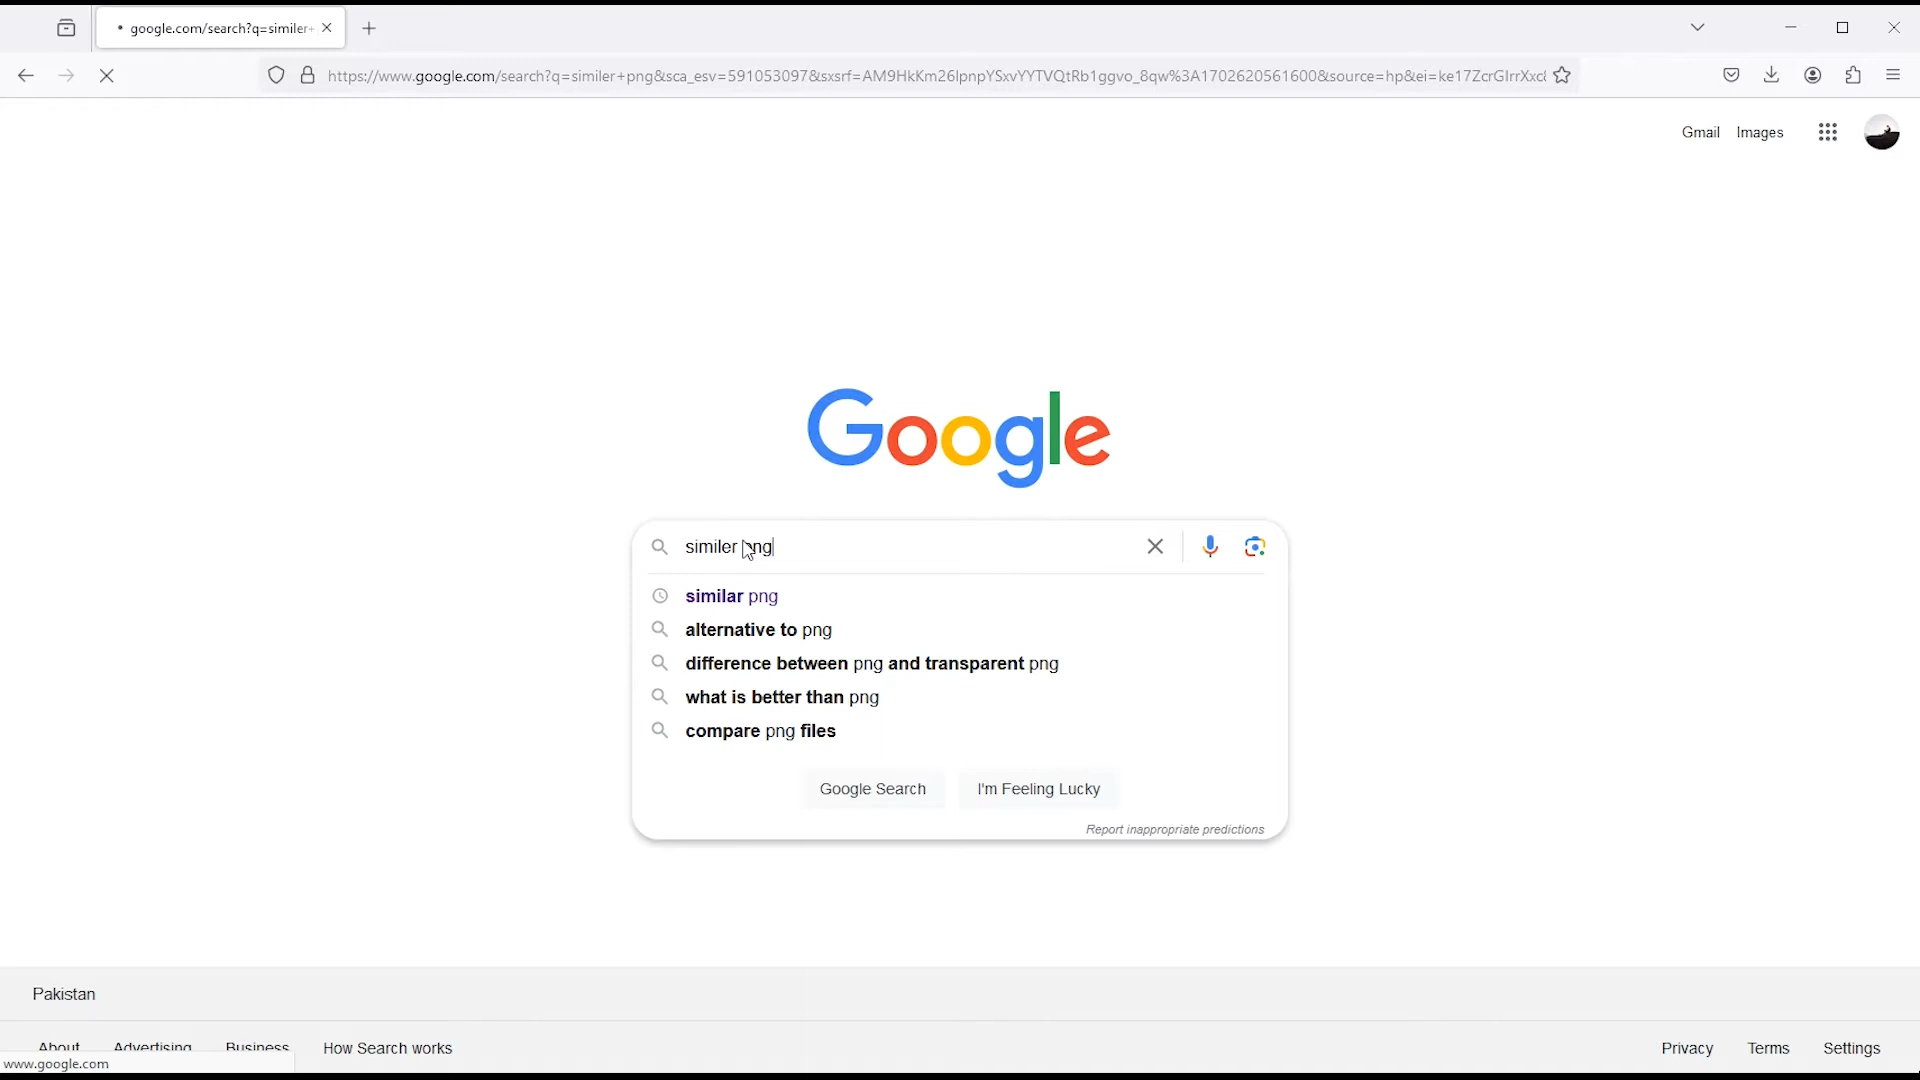 google.com/search?q=similer+
https://www.google.com/search?q=similer+png&sca_esv=591053097&sxsrf=AM9HkKm26lpnpYSxvYYTVQtRb1ggvo_8qw%3A1702620561600&source=hp&ei=ke17ZcrGIrrXxc
Gmail Images
Google
similer png
similar png
alternative to png
difference between png and transparent png
what is better than png
compare png files
Google Search I'm Feeling Lucky
Report inappropriate predictions
Pakistan
About Advertising Business How Search works Privacy Terms Settings
www.google.com